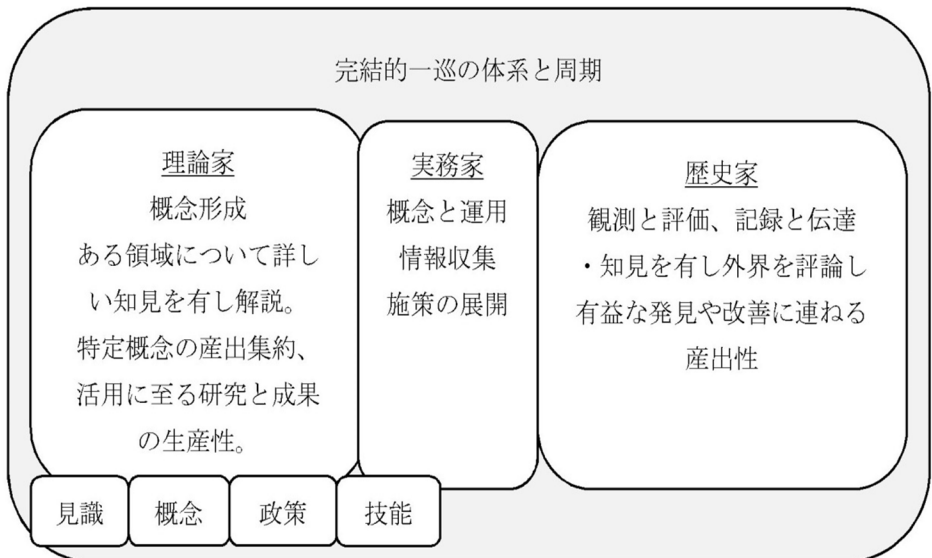 完結的一巡の体系と周期
理論家
概念形成
ある領域について詳し
い知見を有し解説。
特定概念の産出集約、
活用に至る研究と成果
の生産性。
実務家
概念と運用
情報収集
施策の展開
歴史家
観測と評価、記録と伝達
・知見を有し外界を評論し
有益な発見や改善に連ねる
産出性
見識
概念
政策
技能